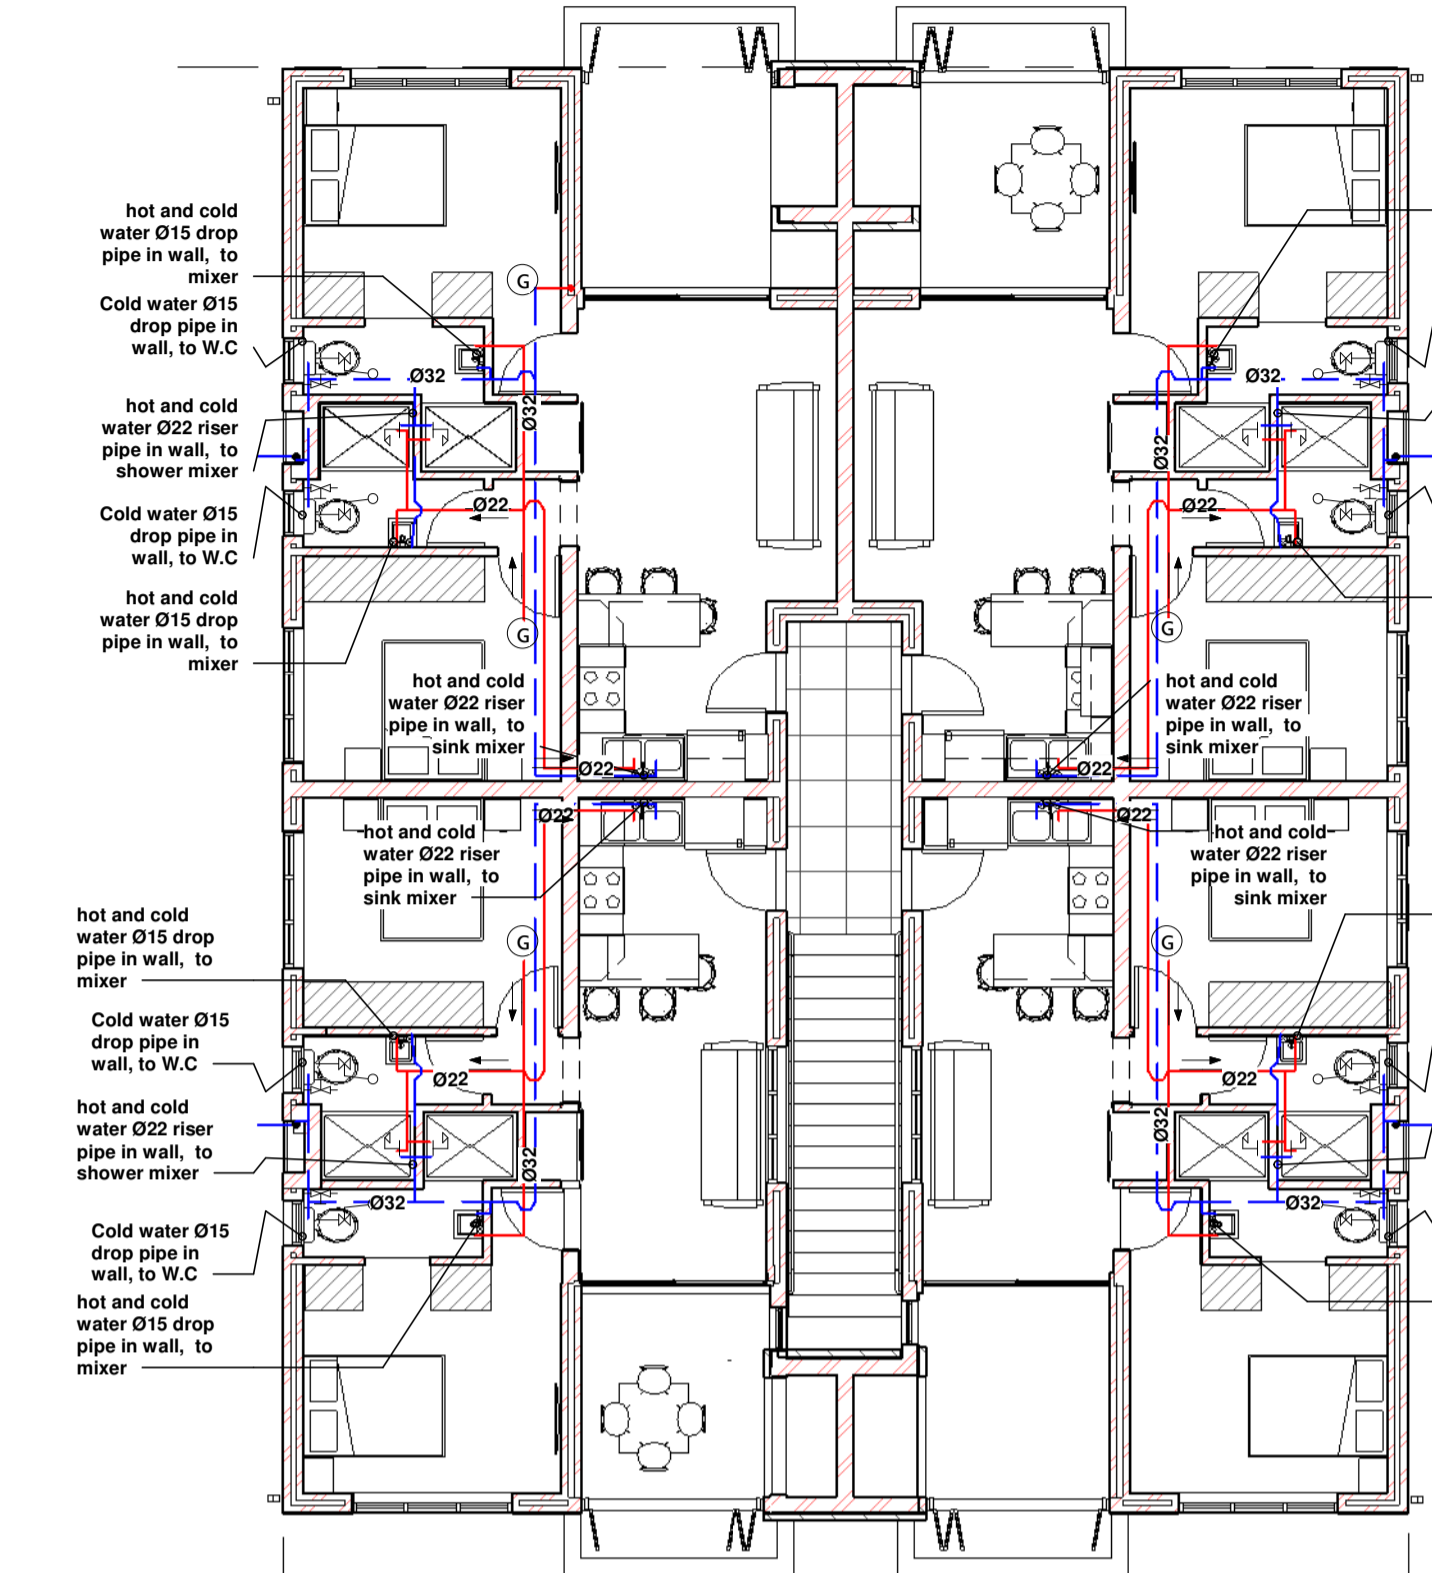 hot and cold
water Ø15 drop
pipe in wall, to
mixer
Cold water Ø15
drop pipe in
wall, to W.C
hot and cold
water Ø22 riser
pipe in wall, to
shower mixer
Cold water Ø15
drop pipe in
wall, to W.C
hot and cold
water Ø15 drop
pipe in wall, to
mixer
G
Ø32
Ø32
Ø22
G
hot and cold
water Ø22 riser
pipe in wall, to
sink mixer
Ø22
Ø32
Ø32
Ø22
G
hot and cold
water Ø22 riser
pipe in wall, to
sink mixer
Ø22
Ø22
hot and cold
water Ø22 riser
pipe in wall, to
sink mixer
G
Ø22
Ø32
Ø32
Ø22
hot and cold
water Ø22 riser
pipe in wall, to
sink mixer
G
Ø22
Ø32
Ø32
hot and cold
water Ø15 drop
pipe in wall, to
mixer
Cold water Ø15
drop pipe in
wall, to W.C
hot and cold
water Ø22 riser
pipe in wall, to
shower mixer
Cold water Ø15
drop pipe in
wall, to W.C
hot and cold
water Ø15 drop
pipe in wall, to
mixer